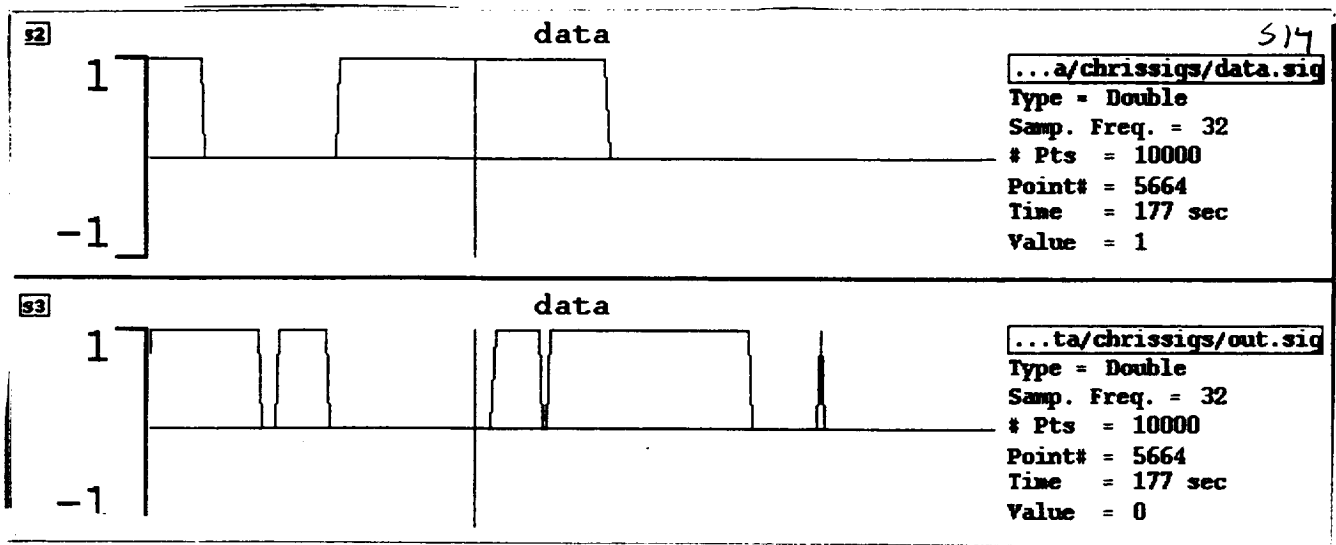 s2
data
S14
1
-1
...a/chrissigs/data.sig
Type = Double
Samp. Freq. = 32
# Pts = 10000
Point# = 5664
Time = 177 sec
Value = 1
s3
data
1
-1
...ta/chrissigs/out.sig
Type = Double
Samp. Freq. = 32
# Pts = 10000
Point# = 5664
Time = 177 sec
Value = 0